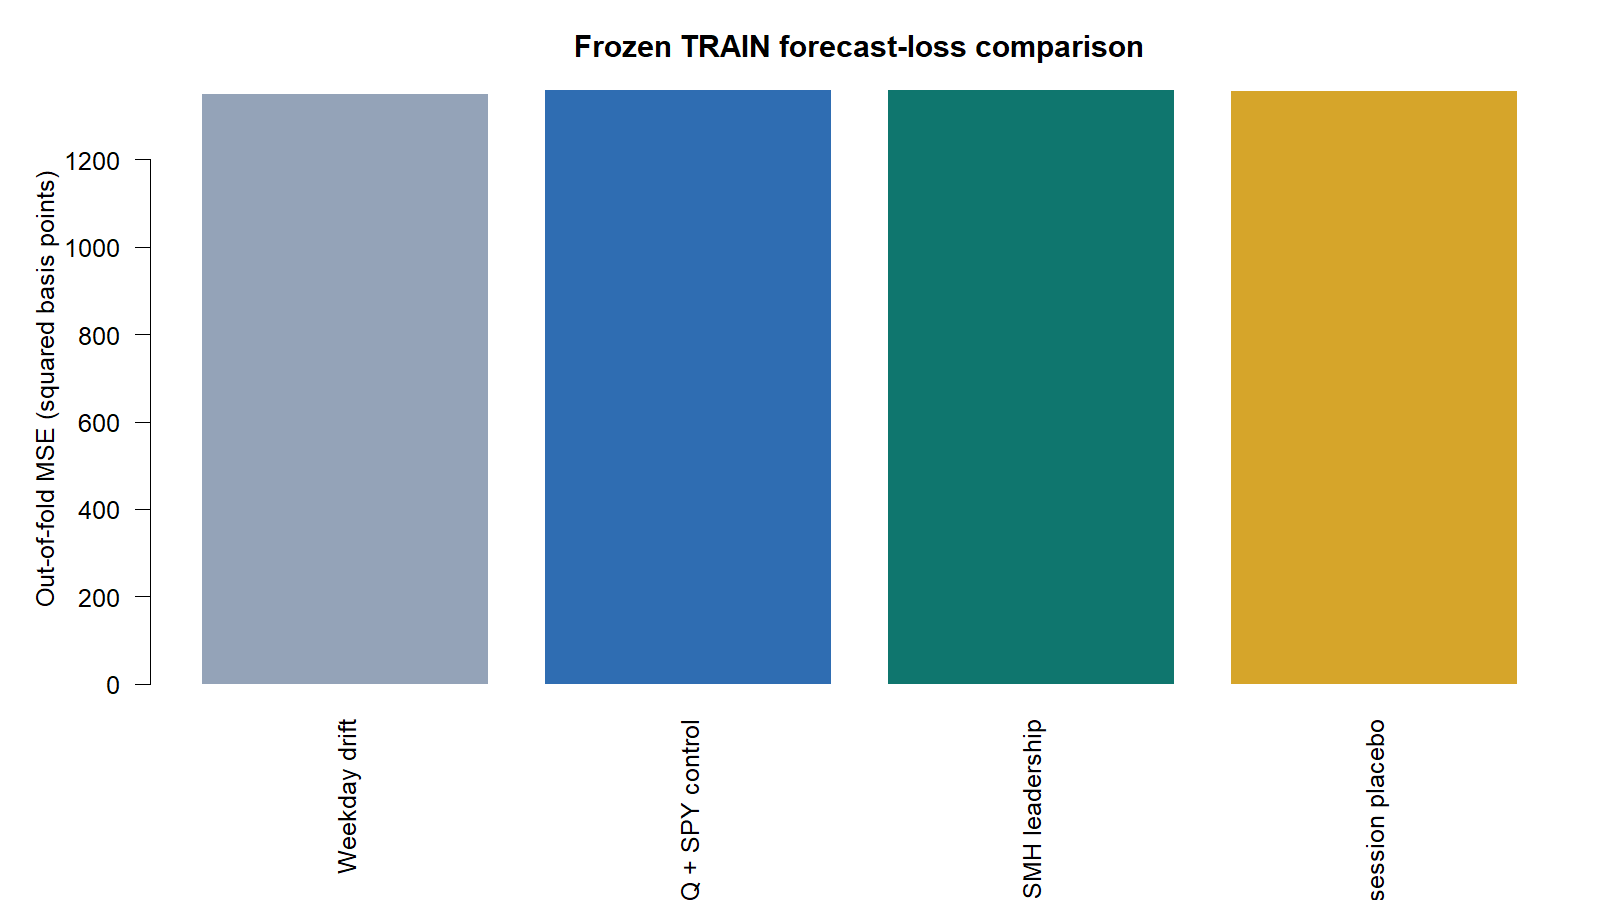 Frozen TRAIN forecast-loss comparison
Out-of-fold MSE (squared basis points)
1200
1000
800
600
400
200
0
Weekday drift
Q + SPY control
SMH leadership
session placebo